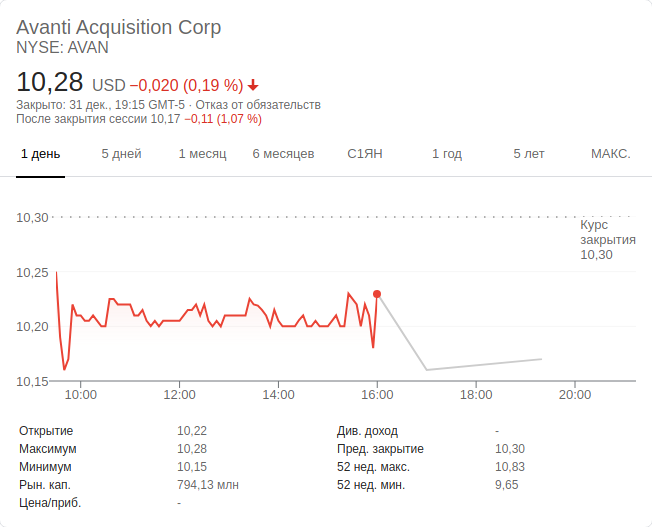 Avanti Acquisition Corp
NYSE: AVAN
10,28 USD −0,020 (0,19 %)
Закрыто: 31 дек., 19:15 GMT-5 · Отказ от обязательств
После закрытия сессии 10,17 −0,11 (1,07 %)
1 день 5 дней 1 месяц 6 месяцев С1ЯН 1 год 5 лет МАКС.
10,30
Курс
закрытия
10,30
10,25
10,20
10,15
10:00 12:00 14:00 16:00 18:00 20:00
Открытие 10,22 Див. доход -
Максимум 10,28 Пред. закрытие 10,30
Минимум 10,15 52 нед. макс. 10,83
Рын. кап. 794,13 млн 52 нед. мин. 9,65
Цена/приб. -